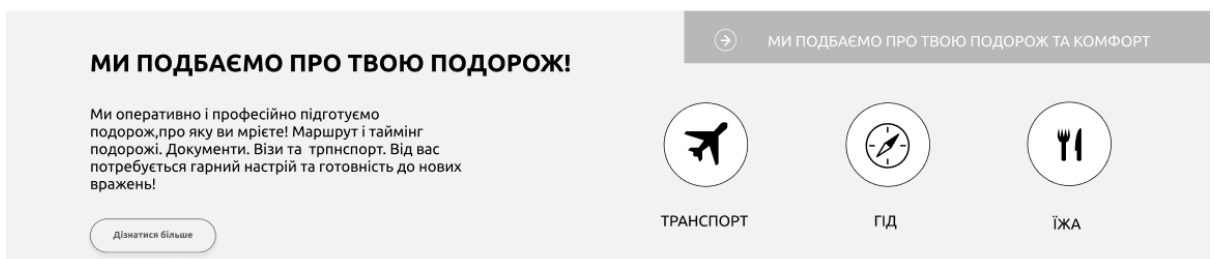 МИ ПОДБАЄМО ПРО ТВОЮ ПОДОРОЖ!
Ми оперативно і професійно підготуємо
подорож,про яку ви мрієте! Маршрут і таймінг
подорожі. Документи. Візи та трпнспорт. Від вас
потребується гарний настрій та готовність до нових
вражень!
Дізнатися більше
МИ ПОДБАЄМО ПРО ТВОЮ ПОДОРОЖ ТА КОМФОРТ
ТРАНСПОРТ
ГІД
ЇЖА